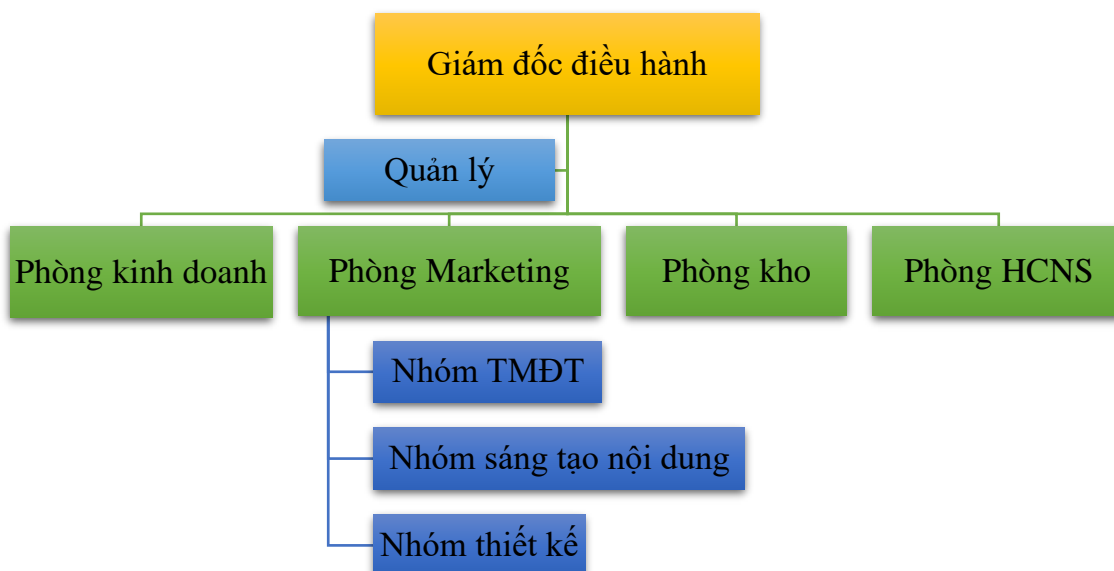 Giám đốc điều hành
Quản lý
Phòng kinh doanh
Phòng Marketing
Phòng kho
Phòng HCNS
Nhóm TMĐT
Nhóm sáng tạo nội dung
Nhóm thiết kế